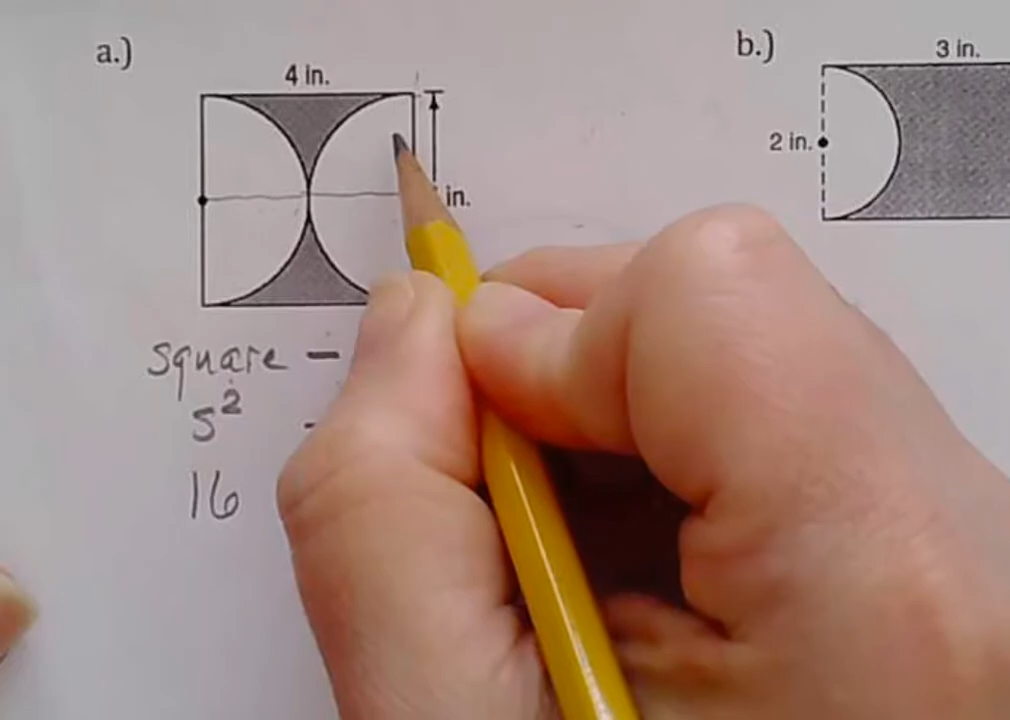 a.)
4 in.
in.
square -
s²
-
16
b.)
3 in.
2 in.